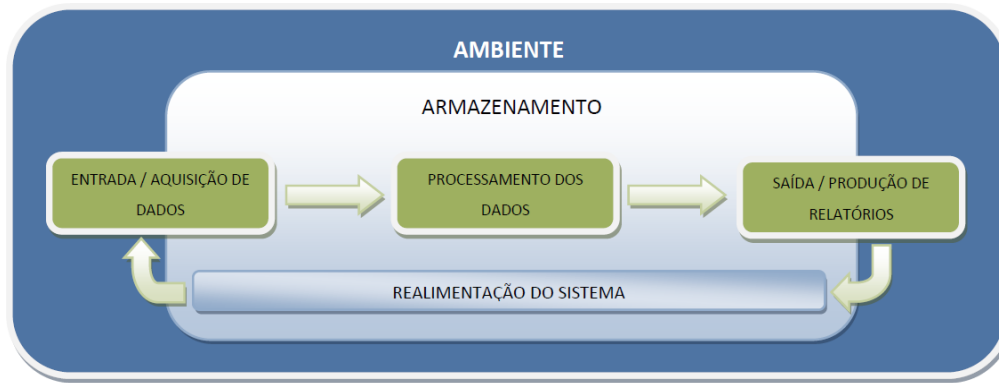 AMBIENTE
ARMAZENAMENTO
ENTRADA / AQUISIÇÃO DE
DADOS
PROCESSAMENTO DOS
DADOS
SAÍDA / PRODUÇÃO DE
RELATÓRIOS
REALIMENTAÇÃO DO SISTEMA